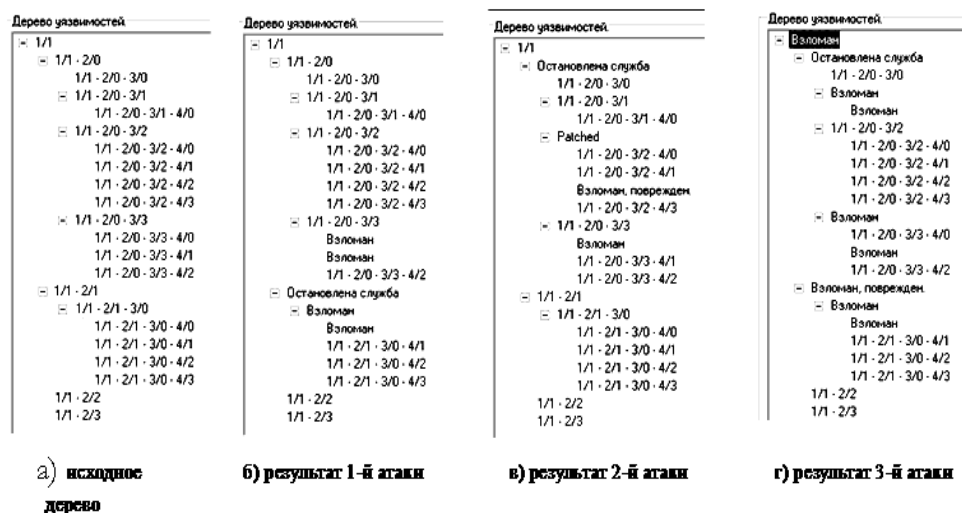 Дерево уязвимостей
1/1
1/1 - 2/0
1/1 - 2/0 - 3/0
1/1 - 2/0 - 3/1
1/1 - 2/0 - 3/1 - 4/0
1/1 - 2/0 - 3/2
1/1 - 2/0 - 3/2 - 4/0
1/1 - 2/0 - 3/2 - 4/1
1/1 - 2/0 - 3/2 - 4/2
1/1 - 2/0 - 3/2 - 4/3
1/1 - 2/0 - 3/3
1/1 - 2/0 - 3/3 - 4/0
1/1 - 2/0 - 3/3 - 4/1
1/1 - 2/0 - 3/3 - 4/2
1/1 - 2/1
1/1 - 2/1 - 3/0
1/1 - 2/1 - 3/0 - 4/0
1/1 - 2/1 - 3/0 - 4/1
1/1 - 2/1 - 3/0 - 4/2
1/1 - 2/1 - 3/0 - 4/3
1/1 - 2/2
1/1 - 2/3
а) исходное
дерево
Дерево уязвимостей
1/1
1/1 - 2/0
1/1 - 2/0 - 3/0
1/1 - 2/0 - 3/1
1/1 - 2/0 - 3/1 - 4/0
1/1 - 2/0 - 3/2
1/1 - 2/0 - 3/2 - 4/0
1/1 - 2/0 - 3/2 - 4/1
1/1 - 2/0 - 3/2 - 4/2
1/1 - 2/0 - 3/2 - 4/3
1/1 - 2/0 - 3/3
Взломан
Взломан
1/1 - 2/0 - 3/3 - 4/2
Остановлена служба
Взломан
Взломан
1/1 - 2/1 - 3/0 - 4/1
1/1 - 2/1 - 3/0 - 4/2
1/1 - 2/1 - 3/0 - 4/3
1/1 - 2/2
1/1 - 2/3
б) результат 1-й атаки
Дерево уязвимостей
1/1
Остановлена служба
1/1 - 2/0 - 3/0
1/1 - 2/0 - 3/1
1/1 - 2/0 - 3/1 - 4/0
Patched
1/1 - 2/0 - 3/2 - 4/0
1/1 - 2/0 - 3/2 - 4/1
Взломан, поврежден.
1/1 - 2/0 - 3/2 - 4/3
1/1 - 2/0 - 3/3
Взломан
1/1 - 2/0 - 3/3 - 4/1
1/1 - 2/0 - 3/3 - 4/2
1/1 - 2/1
1/1 - 2/1 - 3/0
1/1 - 2/1 - 3/0 - 4/0
1/1 - 2/1 - 3/0 - 4/1
1/1 - 2/1 - 3/0 - 4/2
1/1 - 2/1 - 3/0 - 4/3
1/1 - 2/2
1/1 - 2/3
в) результат 2-й атаки
Дерево уязвимостей
Взломан
Остановлена служба
1/1 - 2/0 - 3/0
Взломан
Взломан
1/1 - 2/0 - 3/2
1/1 - 2/0 - 3/2 - 4/0
1/1 - 2/0 - 3/2 - 4/1
1/1 - 2/0 - 3/2 - 4/2
1/1 - 2/0 - 3/2 - 4/3
Взломан
1/1 - 2/0 - 3/3 - 4/0
Взломан
1/1 - 2/0 - 3/3 - 4/2
Взломан, поврежден.
Взломан
Взломан
1/1 - 2/1 - 3/0 - 4/1
1/1 - 2/1 - 3/0 - 4/2
1/1 - 2/1 - 3/0 - 4/3
1/1 - 2/2
1/1 - 2/3
г) результат 3-й атаки